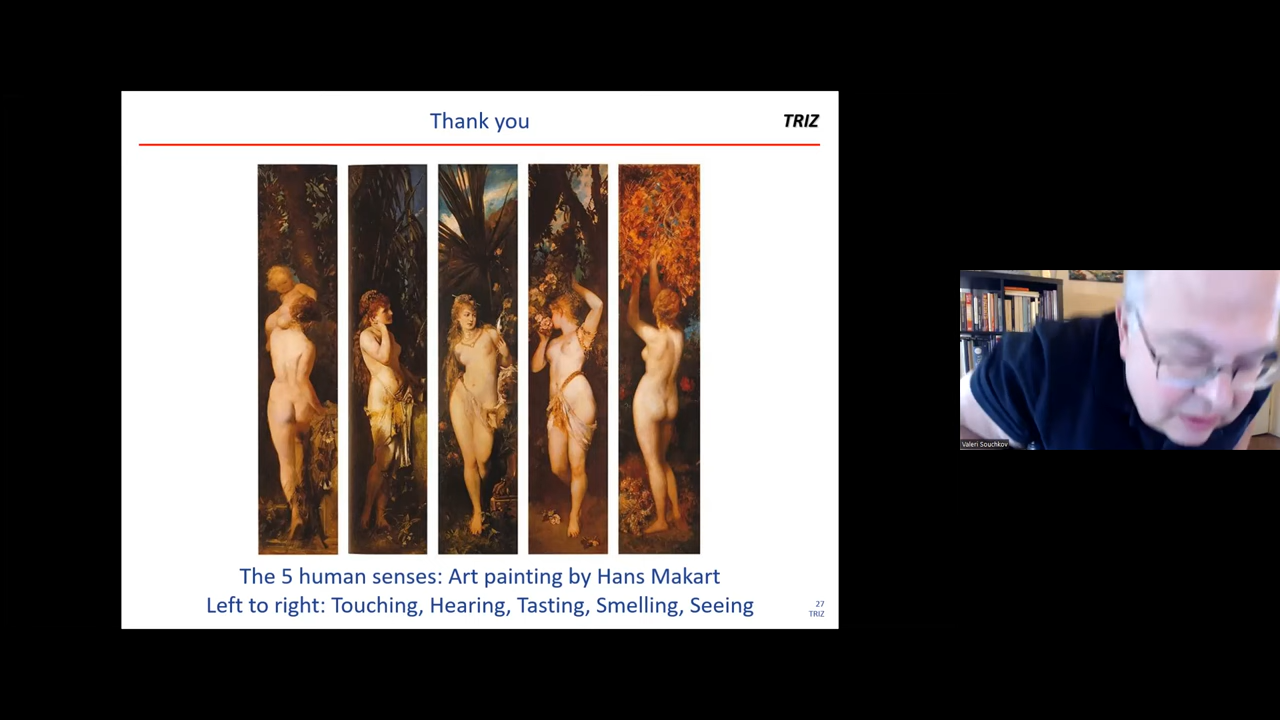 Thank you
TRIZ
The 5 human senses: Art painting by Hans Makart
Left to right: Touching, Hearing, Tasting, Smelling, Seeing
27
TRIZ
Valeri Souchkov